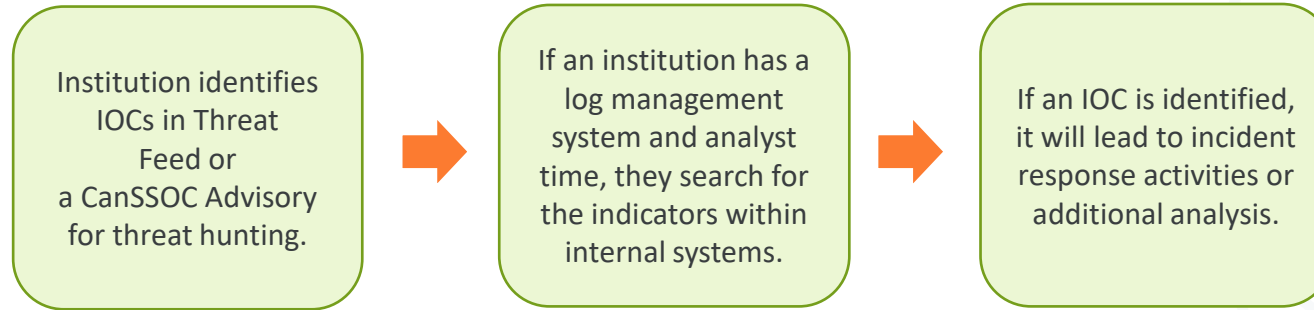 Institution identifies
IOCs in Threat
Feed or
a CanSSOC Advisory
for threat hunting.
If an institution has a
log management
system and analyst
time, they search for
the indicators within
internal systems.
If an IOC is identified,
it will lead to incident
response activities or
additional analysis.